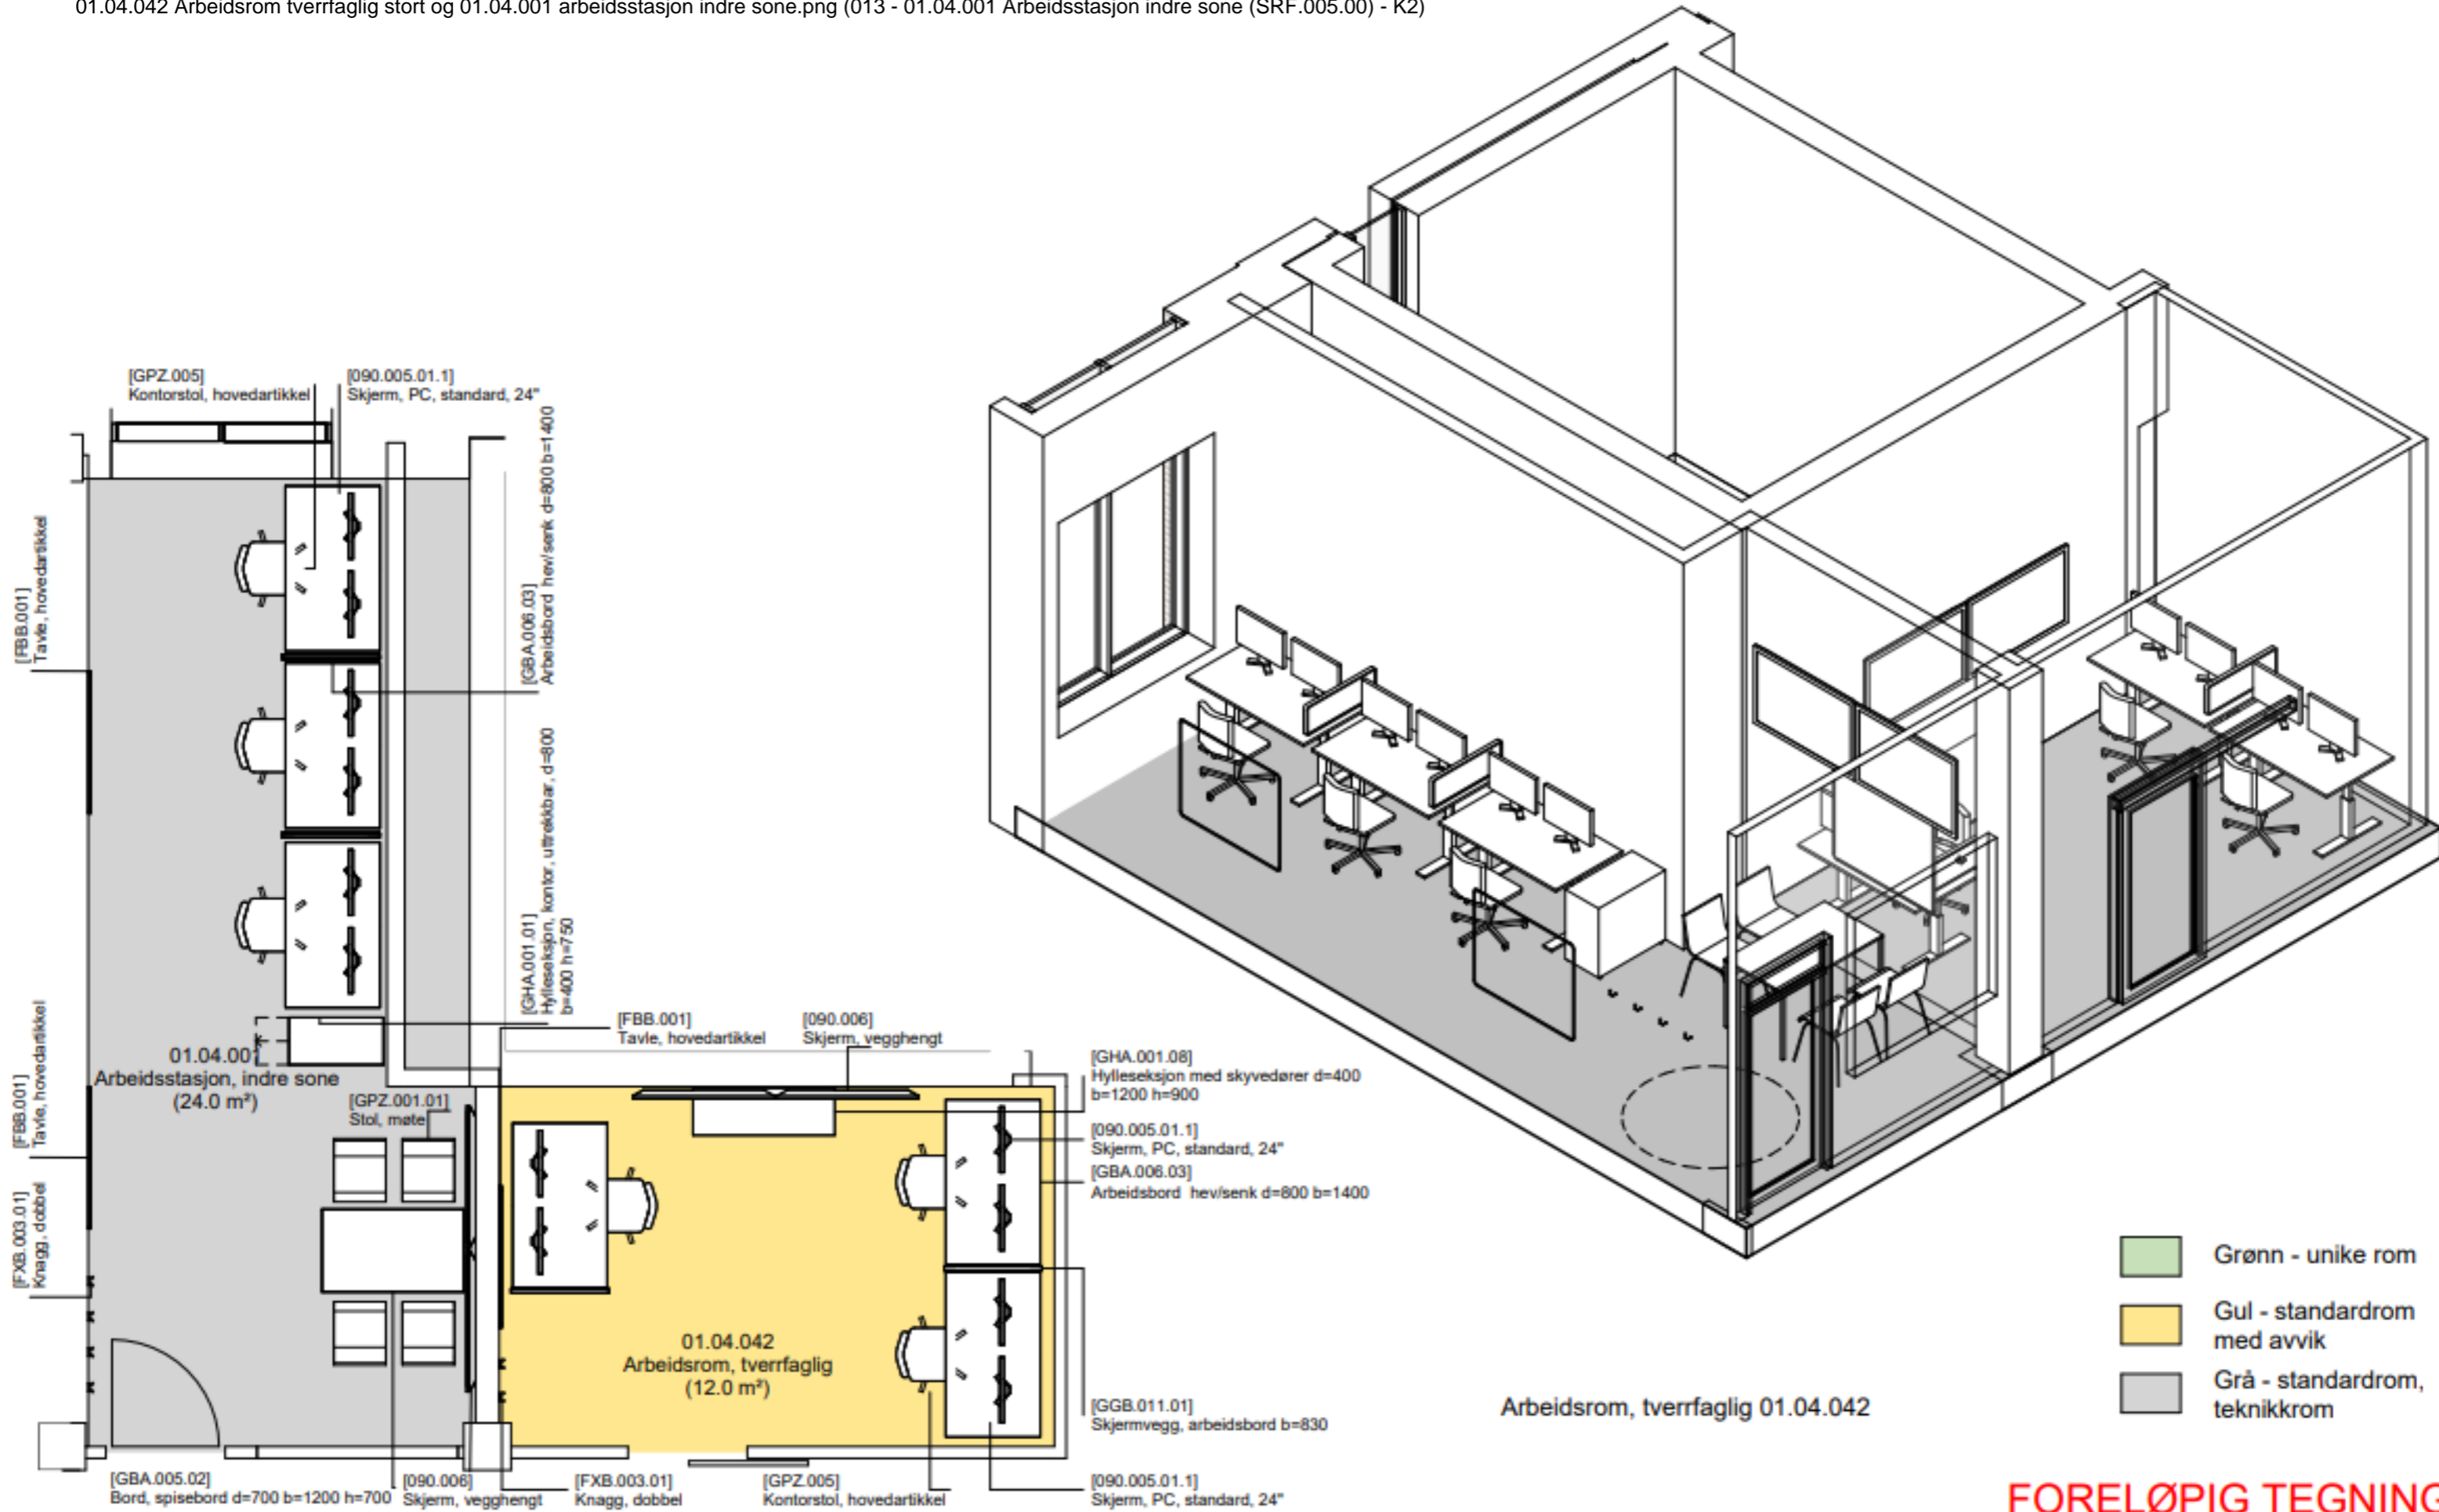 01.04.042 Arbeidsrom tverrfaglig stort og 01.04.001 arbeidsstasjon indre sone.png (013 - 01.04.001 Arbeidsstasjon indre sone (SRF.005.00) - K2)
[GPZ.005]
Kontorstol, hovedartikkel
[090.005.01.1]
Skjerm, PC, standard, 24"
[FBB.001]
Tavle, hovedartikkel
[GBA.006.03]
Arbeidsbord hev/senk d=800 b=1400
[GHA.001.01]
Hylleseksjon, kontor, uttrekkbar, d=800
b=400 h=750
[FBB.001]
Tavle, hovedartikkel
[FXB.003.01]
Knagg, dobbel
01.04.001
Arbeidsstasjon, indre sone
(24.0 m²)
[GPZ.001.01]
Stol, møte
[FBB.001]
Tavle, hovedartikkel
[090.006]
Skjerm, vegghengt
[GHA.001.08]
Hylleseksjon med skyvedører d=400
b=1200 h=900
[090.005.01.1]
Skjerm, PC, standard, 24"
[GBA.006.03]
Arbeidsbord hev/senk d=800 b=1400
01.04.042
Arbeidsrom, tverrfaglig
(12.0 m²)
[GGB.011.01]
Skjermvegg, arbeidsbord b=830
[GBA.005.02]
Bord, spisebord d=700 b=1200 h=700
[090.006]
Skjerm, vegghengt
[FXB.003.01]
Knagg, dobbel
[GPZ.005]
Kontorstol, hovedartikkel
[090.005.01.1]
Skjerm, PC, standard, 24"
Arbeidsrom, tverrfaglig 01.04.042
Grønn - unike rom
Gul - standardrom
med avvik
Grå - standardrom,
teknikkrom
FORELØPIG TEGNING